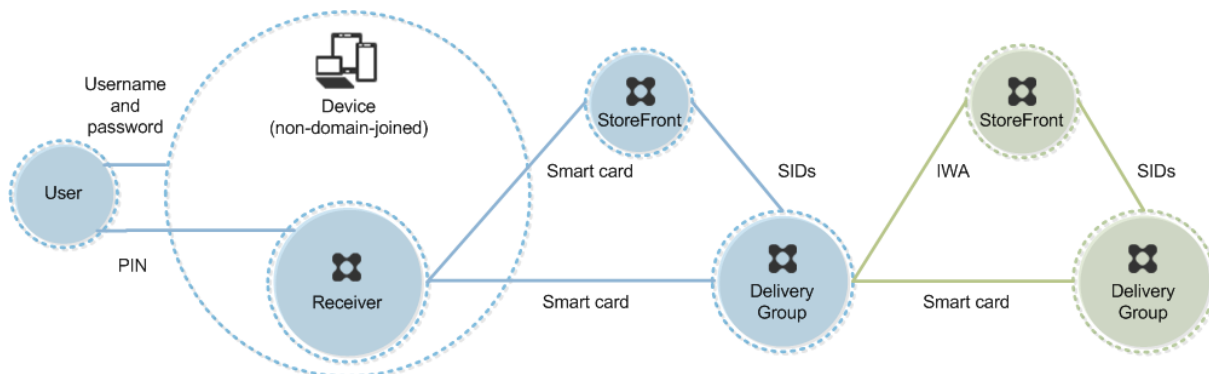 Username
and
password
Device
(non-domain-joined)
User
PIN
Receiver
StoreFront
Smart card
SIDs
Smart card
Delivery
Group
StoreFront
IWA
SIDs
Smart card
Delivery
Group